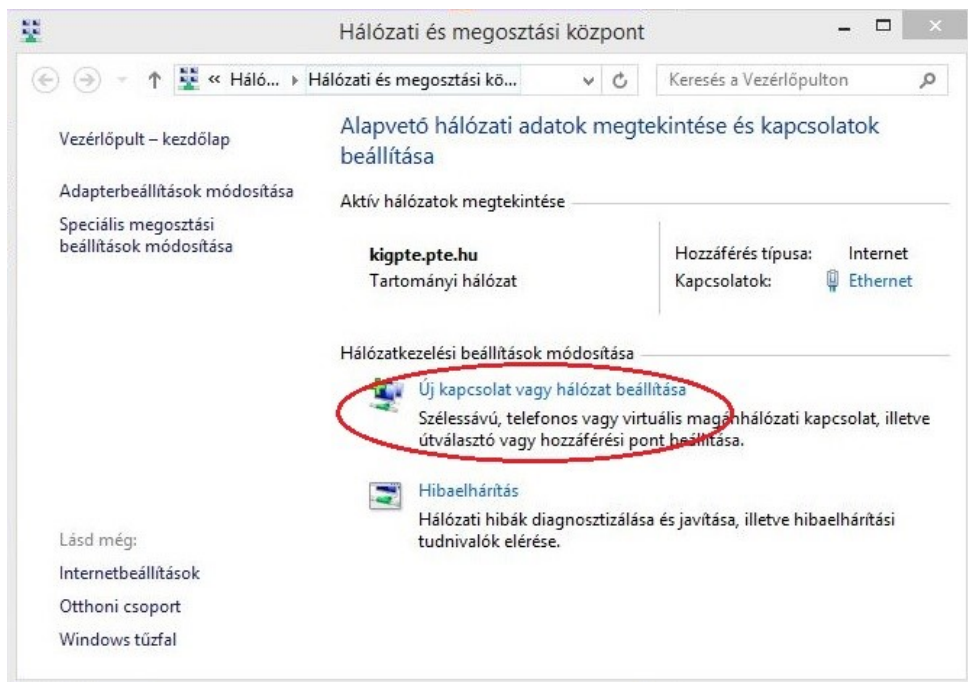 Hálózati és megosztási központ
« Háló... Hálózati és megosztási kö...
Keresés a Vezérlőpulton
Vezérlőpult – kezdőlap
Adapterbeállítások módosítása
Speciális megosztási
beállítások módosítása
Alapvető hálózati adatok megtekintése és kapcsolatok
beállítása
Aktív hálózatok megtekintése
kigpte.pte.hu
Tartományi hálózat
Hozzáférés típusa: Internet
Kapcsolatok: Ethernet
Hálózatkezelési beállítások módosítása
Új kapcsolat vagy hálózat beállítása
Szélessávú, telefonos vagy virtuális magánhálózati kapcsolat, illetve
útválasztó vagy hozzáférési pont beállítása.
Hibaelhárítás
Hálózati hibák diagnosztizálása és javítása, illetve hibaelhárítási
tudnivalók elérése.
Lásd még:
Internetbeállítások
Otthoni csoport
Windows tűzfal